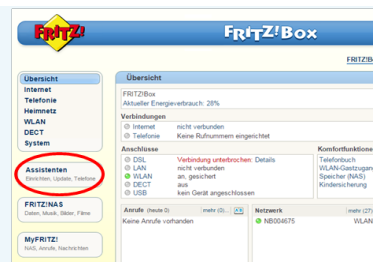 FRITZ!
FRITZ!Box
FRITZ!B
Übersicht
Internet
Telefonie
Heimnetz
WLAN
DECT
System
Assistenten
Einrichten, Update, Telefone
FRITZ!NAS
Daten, Musik, Bilder, Filme
MyFRITZ!
NAS, Anrufe, Nachrichten
Übersicht
FRITZ!Box
Aktueller Energieverbrauch: 28%
Verbindungen
Internet nicht verbunden
Telefonie Keine Rufnummern eingerichtet
Anschlüsse Komfortfunktione
DSL Verbindung unterbrochen: Details Telefonbuch
LAN nicht verbunden WLAN-Gastzugan
WLAN an, gesichert Speicher (NAS)
DECT aus Kindersicherung
USB kein Gerät angeschlossen
Anrufe (heute 0) mehr (0)... Netzwerk mehr (27)
Keine Anrufe vorhanden NB004675 WLAN